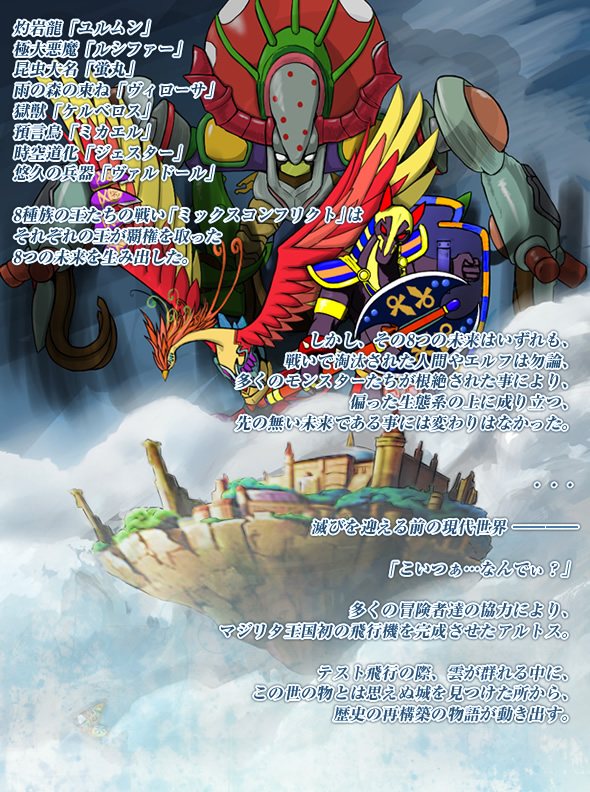 灼岩龍「ユルムン」
極大悪魔「ルシファー」
昆虫大名「蛍丸」
雨の森の束ね「ヴィローサ」
獄獣「ケルベロス」
預言鳥「ミカエル」
時空道化「ジェスター」
悠久の兵器「ヴァルドール」
8種族の王たちの戦い「ミックスコンフリクト」は
それぞれの王が覇権を取った
8つの未来を生み出した。
しかし、その8つの未来はいずれも、
戦いで淘汰された人間やエルフは勿論、
多くのモンスターたちが根絶された事により、
偏った生態系の上に成り立つ、
先の無い未来である事には変わりはなかった。
・・・
滅びを迎える前の現代世界 ―――
「こいつぁ…なんでぃ？」
多くの冒険者達の協力により、
マジリタ王国初の飛行機を完成させたアルトス。
テスト飛行の際、雲が群れる中に、
この世の物とは思えぬ城を見つけた所から、
歴史の再構築の物語が動き出す。